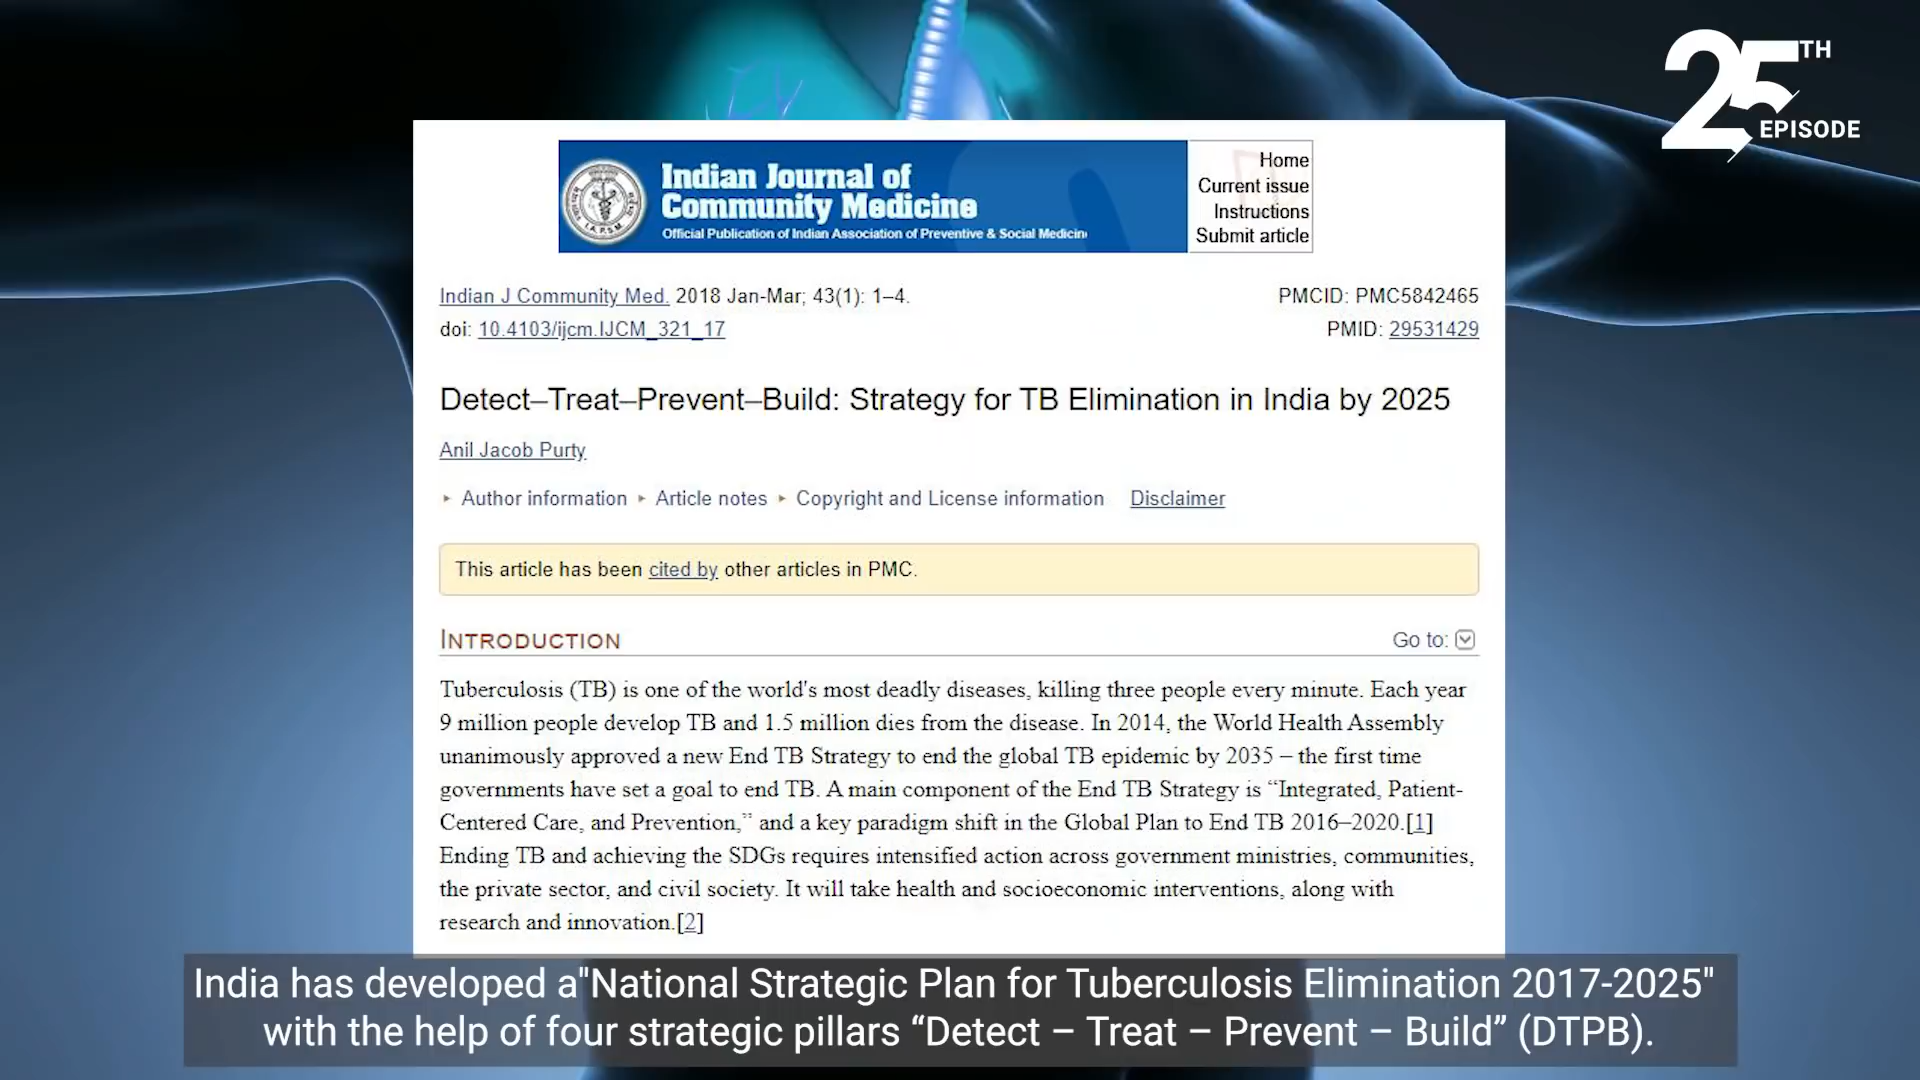 25TH
EPISODE
Indian Journal of
Community Medicine
Official Publication of Indian Association of Preventive & Social Medicin
Home
Current issue
Instructions
Submit article
Indian J Community Med. 2018 Jan-Mar; 43(1): 1–4.
PMCID: PMC5842465
doi: 10.4103/ijcm.IJCM_321_17
PMID: 29531429
Detect–Treat–Prevent–Build: Strategy for TB Elimination in India by 2025
Anil Jacob Purty
Author information
Article notes
Copyright and License information
Disclaimer
This article has been cited by other articles in PMC.
INTRODUCTION
Go to:
Tuberculosis (TB) is one of the world's most deadly diseases, killing three people every minute. Each year
9 million people develop TB and 1.5 million dies from the disease. In 2014, the World Health Assembly
unanimously approved a new End TB Strategy to end the global TB epidemic by 2035 – the first time
governments have set a goal to end TB. A main component of the End TB Strategy is “Integrated, Patient-
Centered Care, and Prevention,” and a key paradigm shift in the Global Plan to End TB 2016–2020.[1]
Ending TB and achieving the SDGs requires intensified action across government ministries, communities,
the private sector, and civil society. It will take health and socioeconomic interventions, along with
research and innovation.[2]
India has developed a"National Strategic Plan for Tuberculosis Elimination 2017-2025"
with the help of four strategic pillars “Detect – Treat – Prevent – Build” (DTPB).